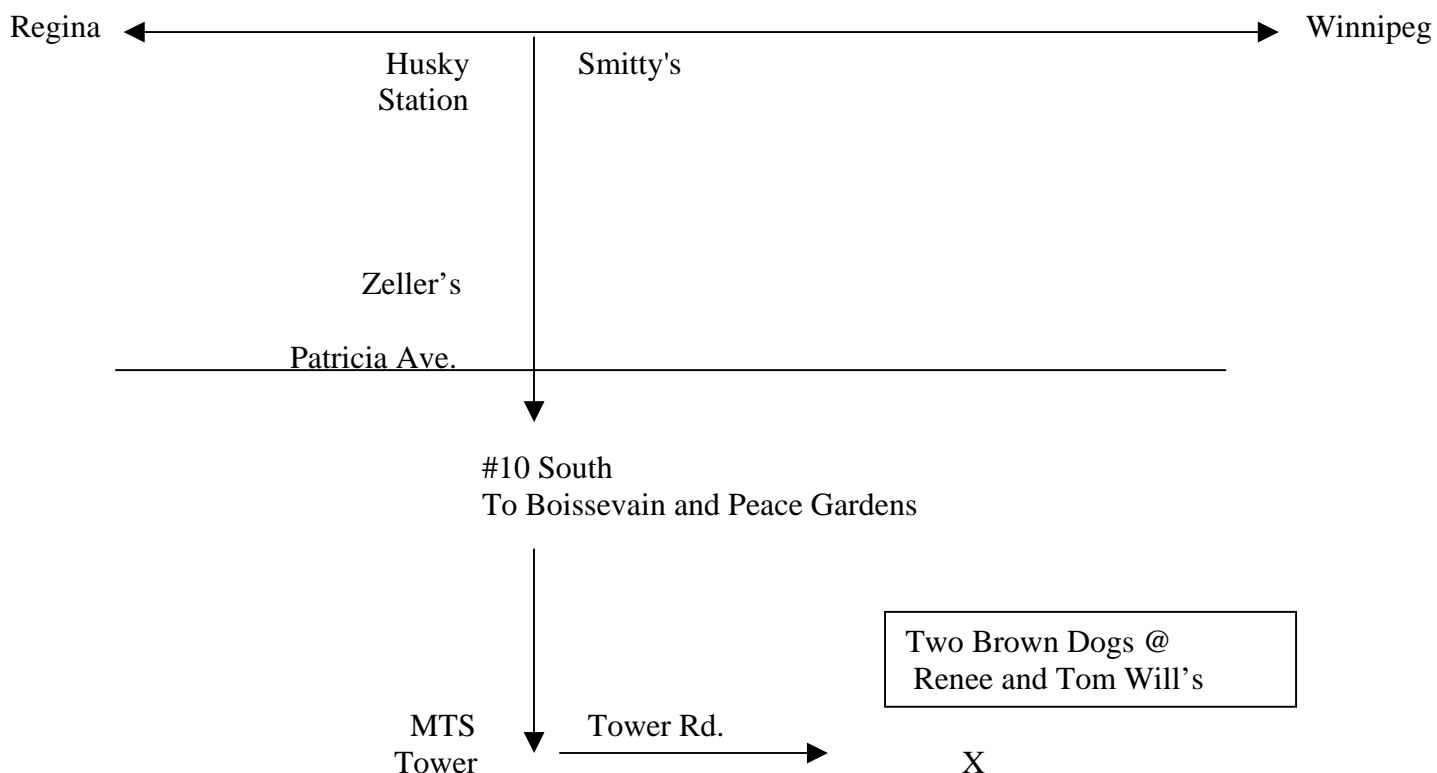 Regina
Winnipeg
Husky
Station
Smitty's
Zeller’s
Patricia Ave.
#10 South
To Boissevain and Peace Gardens
Two Brown Dogs @
Renee and Tom Will’s
MTS
Tower
Tower Rd.
X